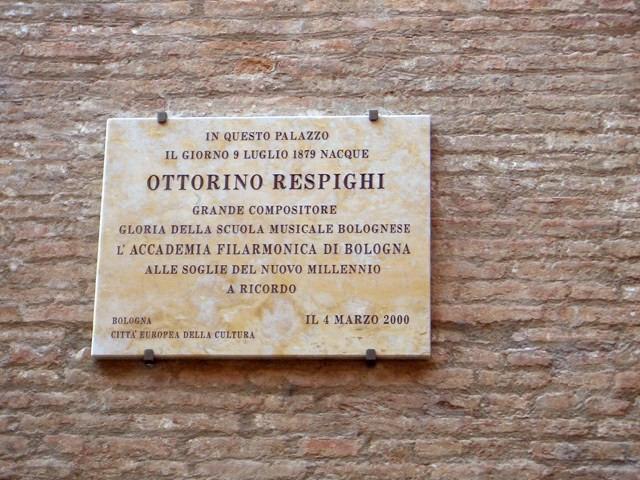 IN QUESTO PALAZZO
IL GIORNO 9 LUGLIO 1879 NACQUE
OTTORINO RESPIGHI
GRANDE COMPOSITORE
GLORIA DELLA SCUOLA MUSICALE BOLOGNESE
L'ACCADEMIA FILARMONICA DI BOLOGNA
ALLE SOGLIE DEL NUOVO MILLENNIO
A RICORDO
BOLOGNA
CITTA' EUROPEA DELLA CULTURA
IL 4 MARZO 2000